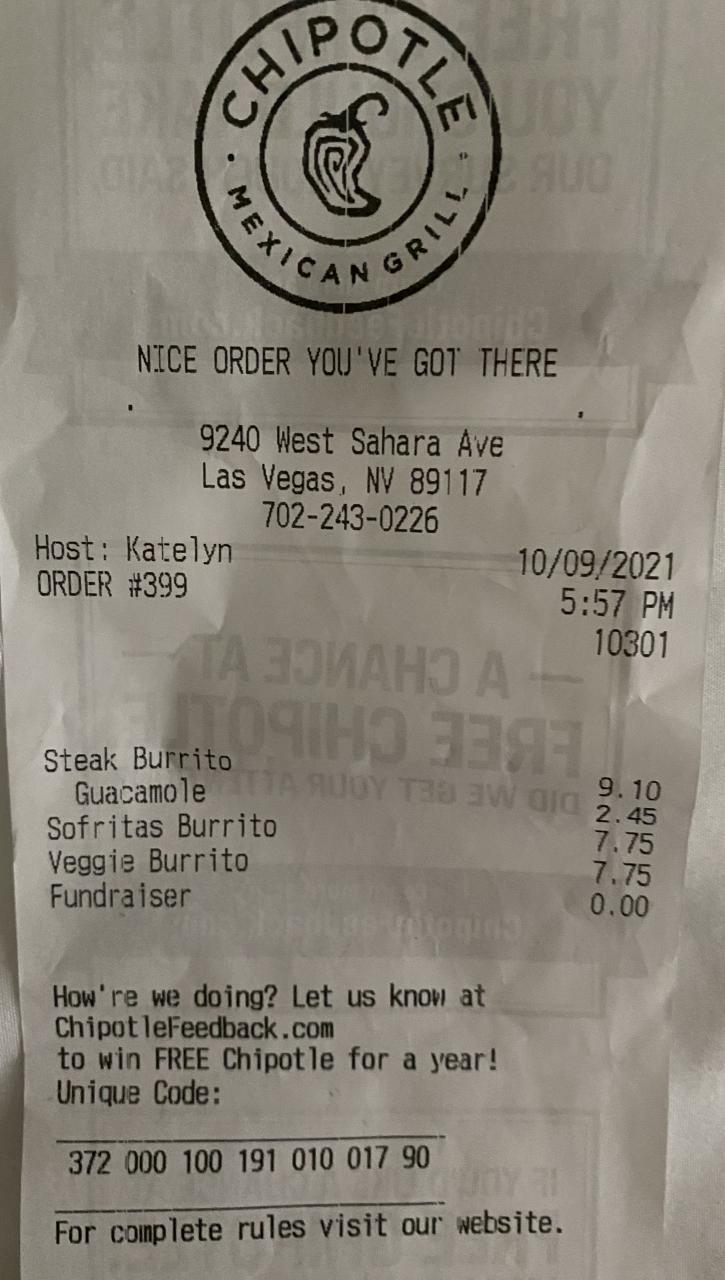 CHIPOTLE
MEXICAN GRILL
NICE ORDER YOU'VE GOT THERE
9240 West Sahara Ave
Las Vegas, NV 89117
702-243-0226
Host: Katelyn 10/09/2021
ORDER #399 5:57 PM
10301
Steak Burrito 9.10
Guacamole 2.45
Sofritas Burrito 7.75
Veggie Burrito 7.75
Fundraiser 0.00
How're we doing? Let us know at
ChipotleFeedback.com
to win FREE Chipotle for a year!
Unique Code:
372 000 100 191 010 017 90
For complete rules visit our website.